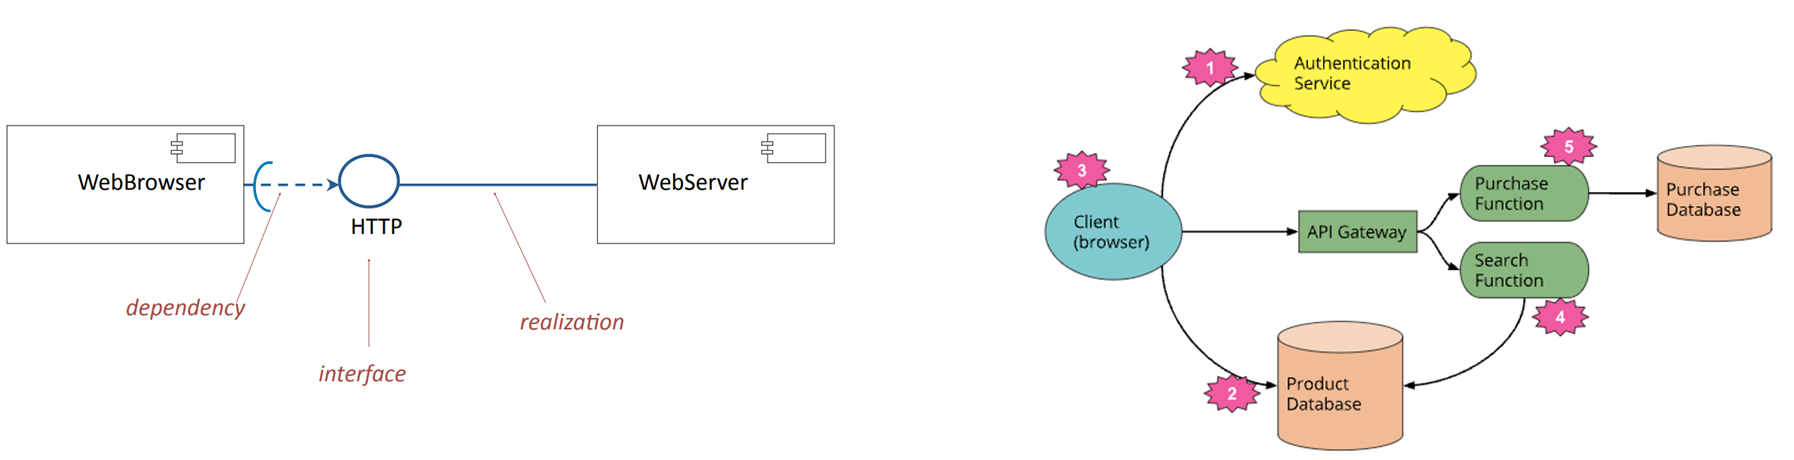 WebBrowser
HTTP
WebServer
dependency
interface
realization
1
Authentication
Service
3
Client
(browser)
API Gateway
5
Purchase
Function
Purchase
Database
Search
Function
4
2
Product
Database